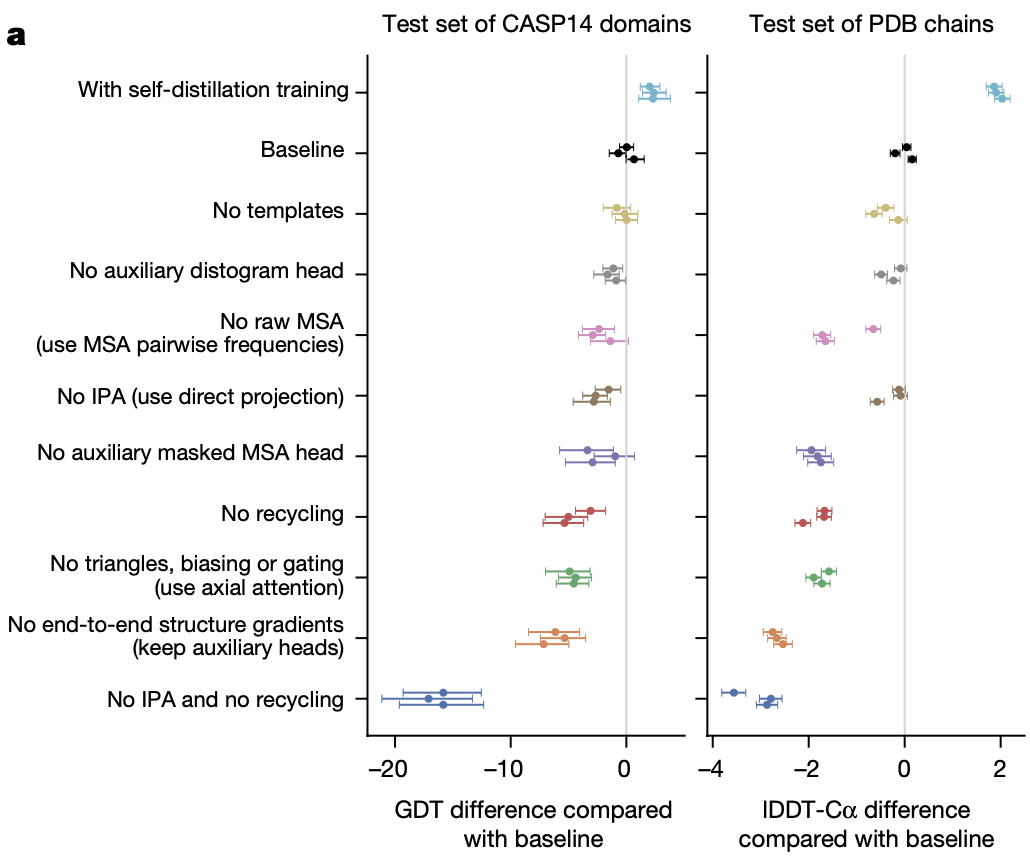 a
Test set of CASP14 domains
Test set of PDB chains
With self-distillation training
Baseline
No templates
No auxiliary distogram head
No raw MSA
(use MSA pairwise frequencies)
No IPA (use direct projection)
No auxiliary masked MSA head
No recycling
No triangles, biasing or gating
(use axial attention)
No end-to-end structure gradients
(keep auxiliary heads)
No IPA and no recycling
–20 –10 0
–4 –2 0 2
GDT difference compared
with baseline
lDDT-Cα difference
compared with baseline